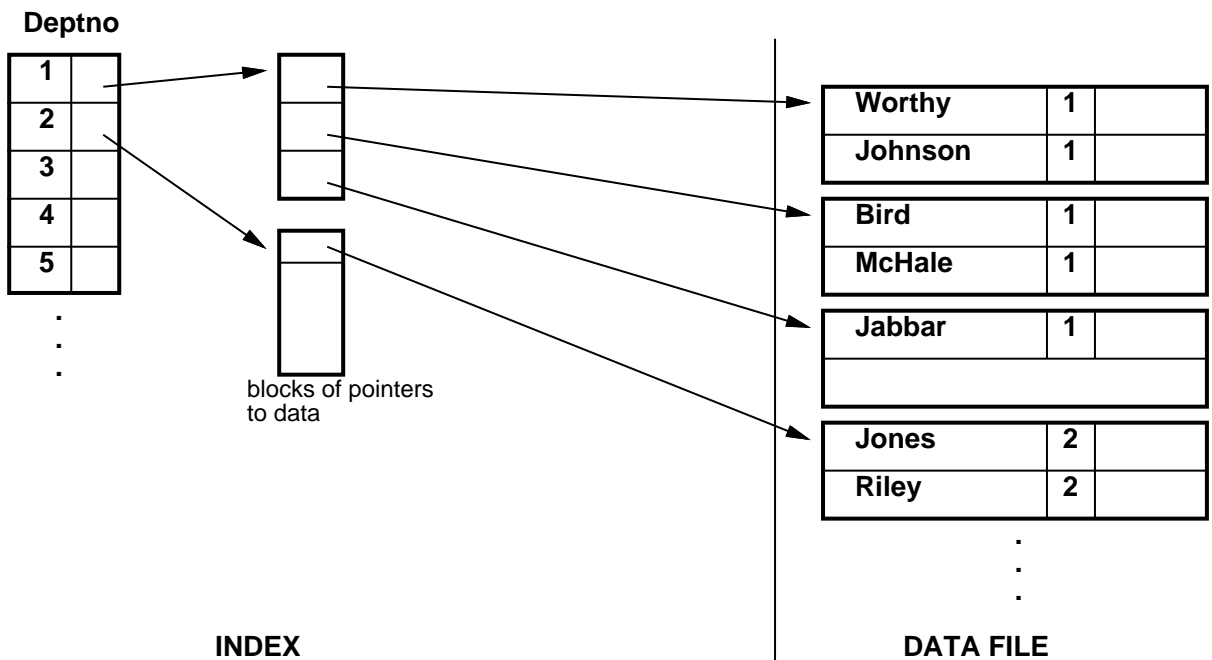 Deptno
1
2
3
4
5
.
.
.
blocks of pointers
to data
INDEX
Worthy 1
Johnson 1
Bird 1
McHale 1
Jabbar 1
Jones 2
Riley 2
.
.
.
DATA FILE